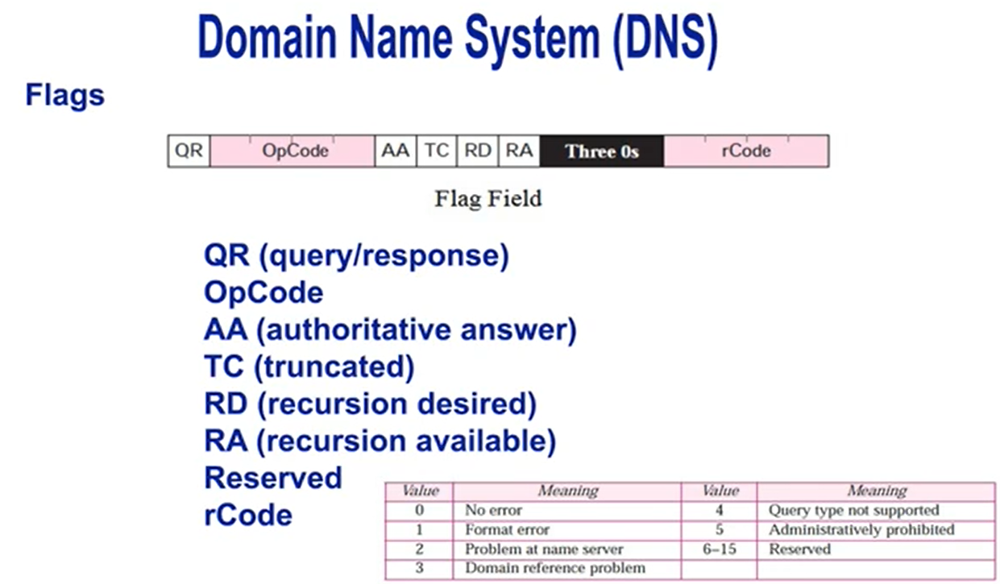 Domain Name System (DNS)
Flags
QR OpCode AA TC RD RA Three 0s rCode
Flag Field
QR (query/response)
OpCode
AA (authoritative answer)
TC (truncated)
RD (recursion desired)
RA (recursion available)
Reserved
rCode
Value Meaning Value Meaning
0 No error 4 Query type not supported
1 Format error 5 Administratively prohibited
2 Problem at name server 6–15 Reserved
3 Domain reference problem